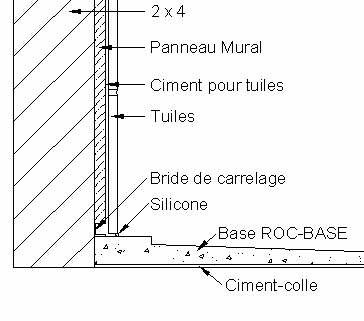 2 x 4
Panneau Mural
Ciment pour tuiles
Tuiles
Bride de carrelage
Silicone
Base ROC-BASE
Ciment-colle